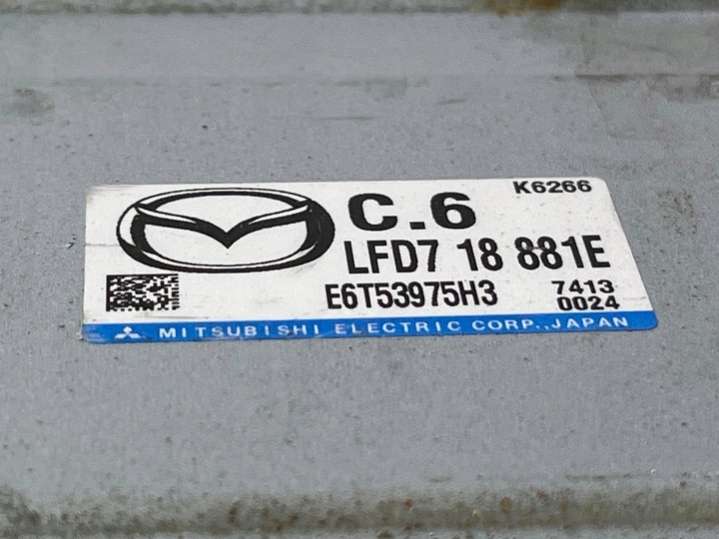 K6266
C.6
LFD7 18 881E
E6T53975H3 7413
0024
MITSUBISHI ELECTRIC CORP.,JAPAN